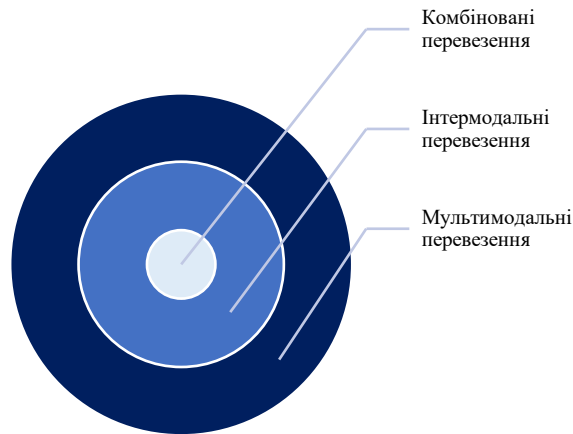 Комбіновані
перевезення
Інтермодальні
перевезення
Мультимодальні
перевезення